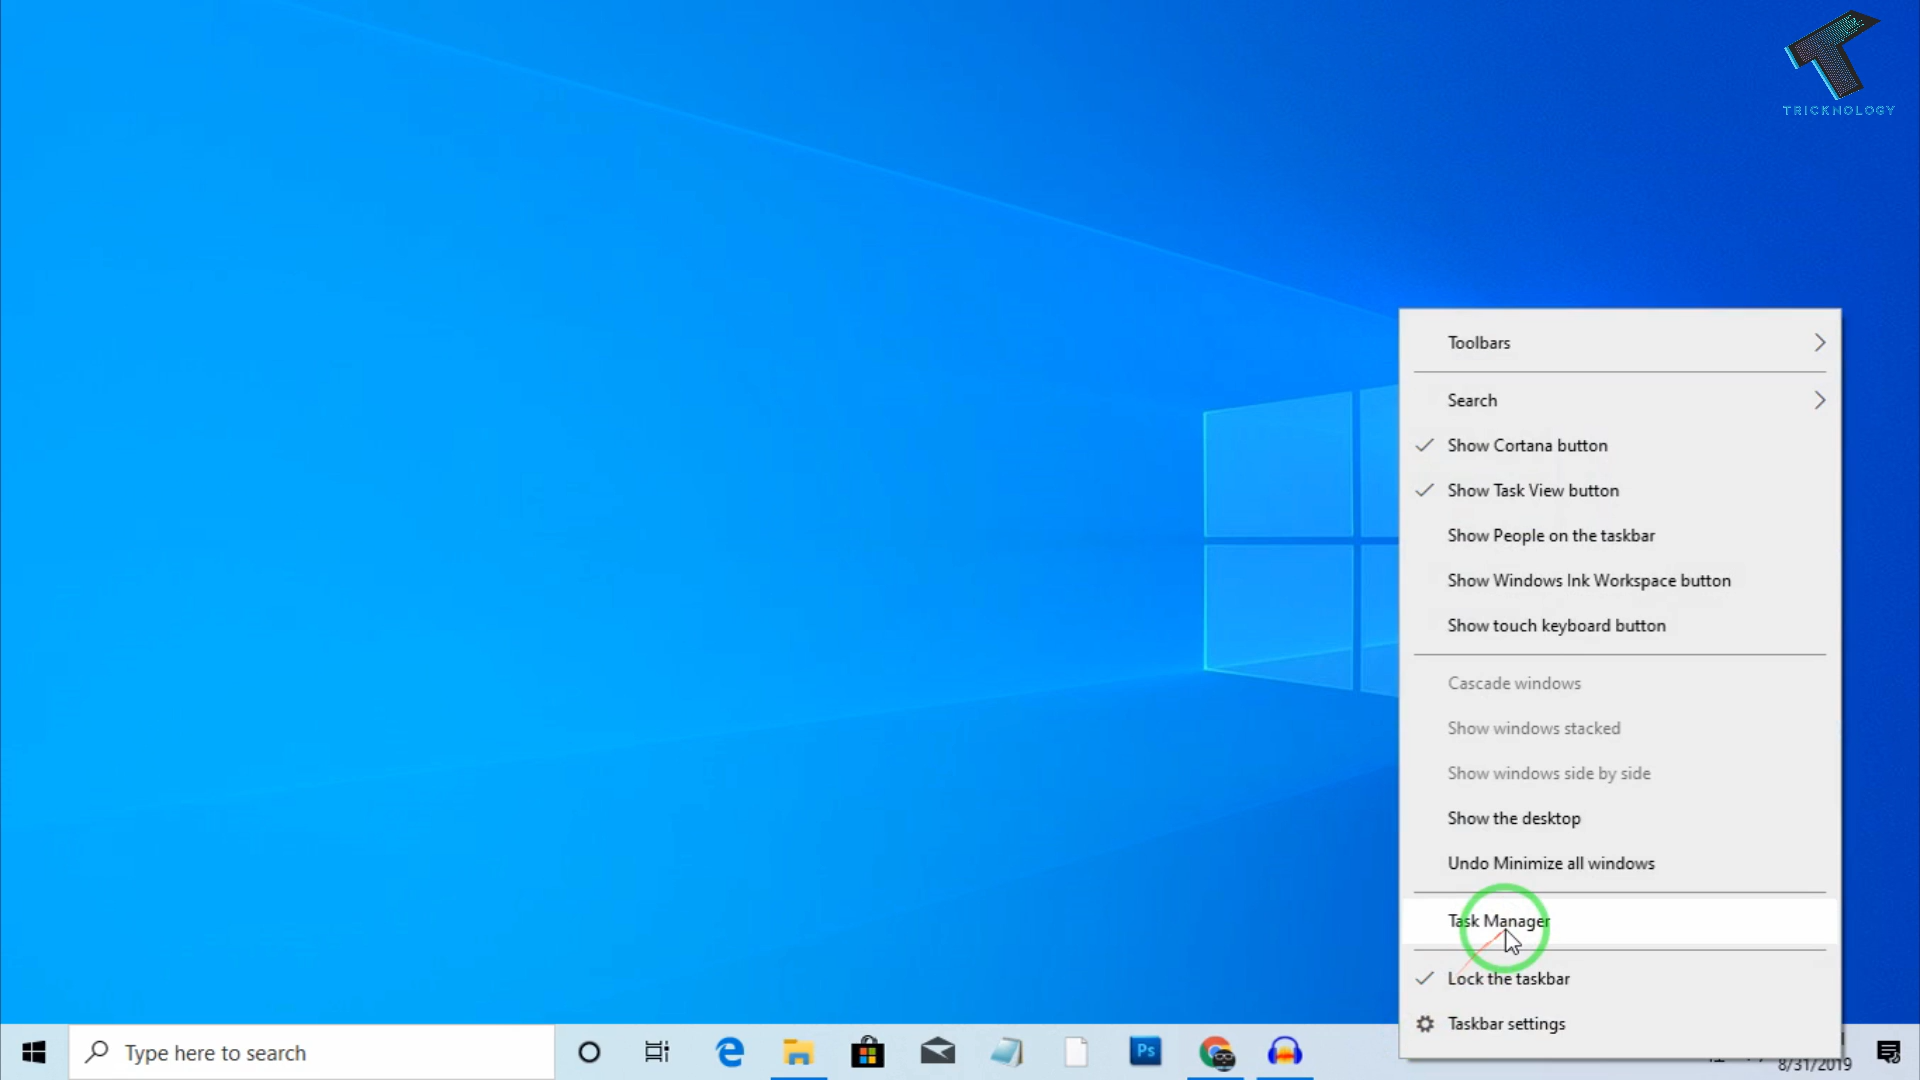 TRICKNOLOGY
Toolbars
Search
Show Cortana button
Show Task View button
Show People on the taskbar
Show Windows Ink Workspace button
Show touch keyboard button
Cascade windows
Show windows stacked
Show windows side by side
Show the desktop
Undo Minimize all windows
Task Manager
Lock the taskbar
Taskbar settings
Type here to search
Ps
8/31/2019